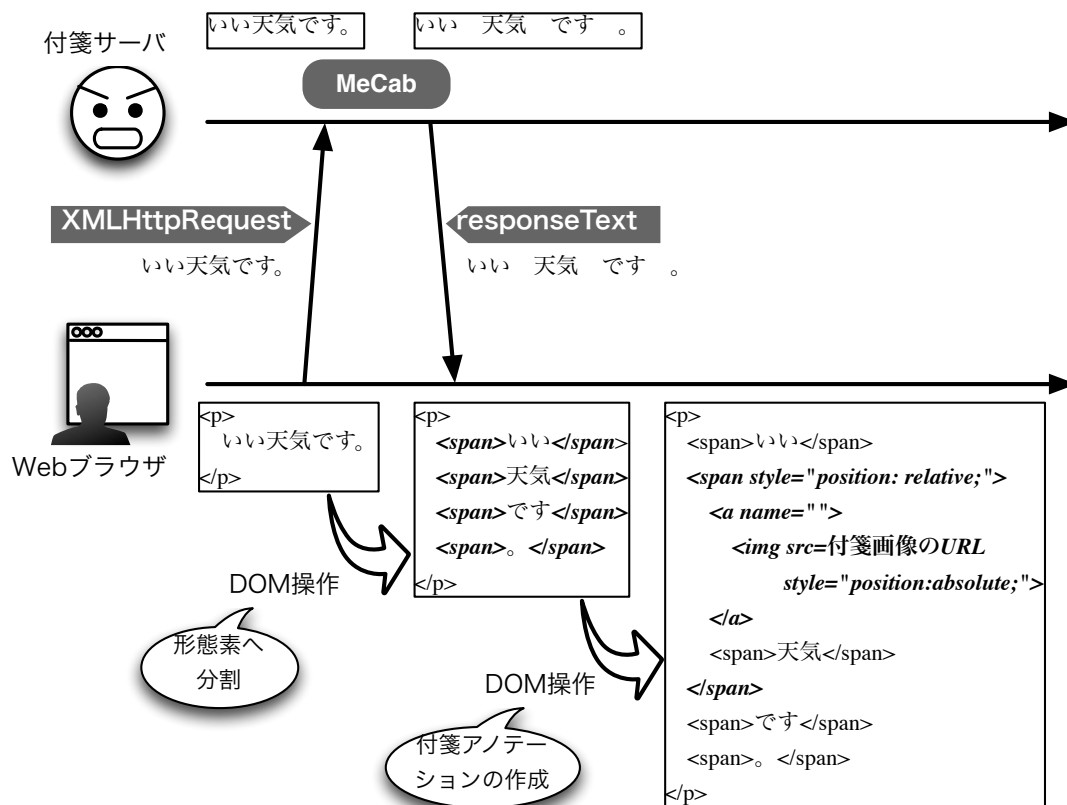 付箋サーバ
いい天気です。
いい　天気　です　。
MeCab
XMLHttpRequest
いい天気です。
responseText
いい　天気　です　。
Webブラウザ
<p>
いい天気です。
</p>
DOM操作
形態素へ
分割
<p>
<span>いい</span>
<span>天気</span>
<span>です</span>
<span>。</span>
</p>
DOM操作
付箋アノテー
ションの作成
<p>
<span>いい</span>
<span style="position: relative;">
<a name="">
<img src=付箋画像のURL
style="position:absolute;">
</a>
<span>天気</span>
</span>
<span>です</span>
<span>。</span>
</p>